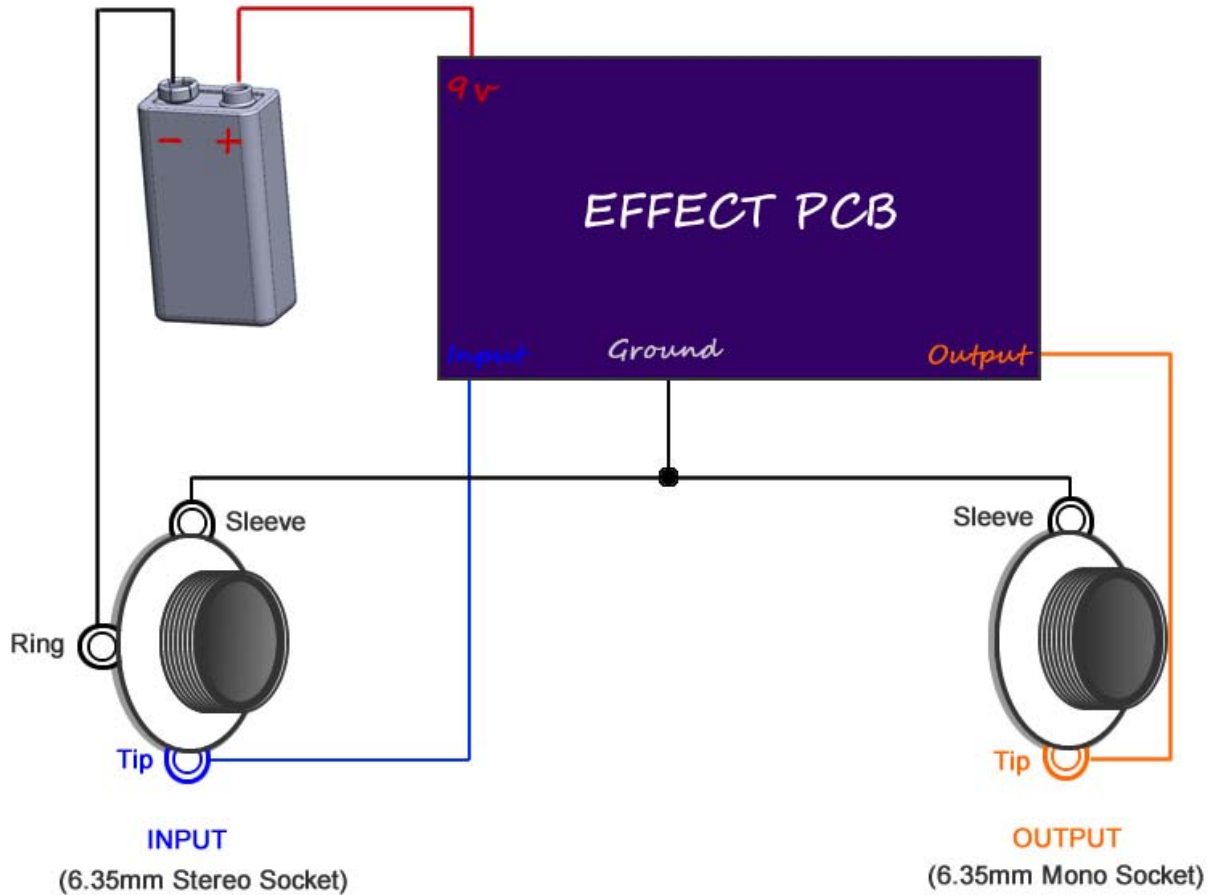 9v
- +
EFFECT PCB
Input
Ground
Output
Sleeve
Sleeve
Ring
Tip
Tip
INPUT
(6.35mm Stereo Socket)
OUTPUT
(6.35mm Mono Socket)